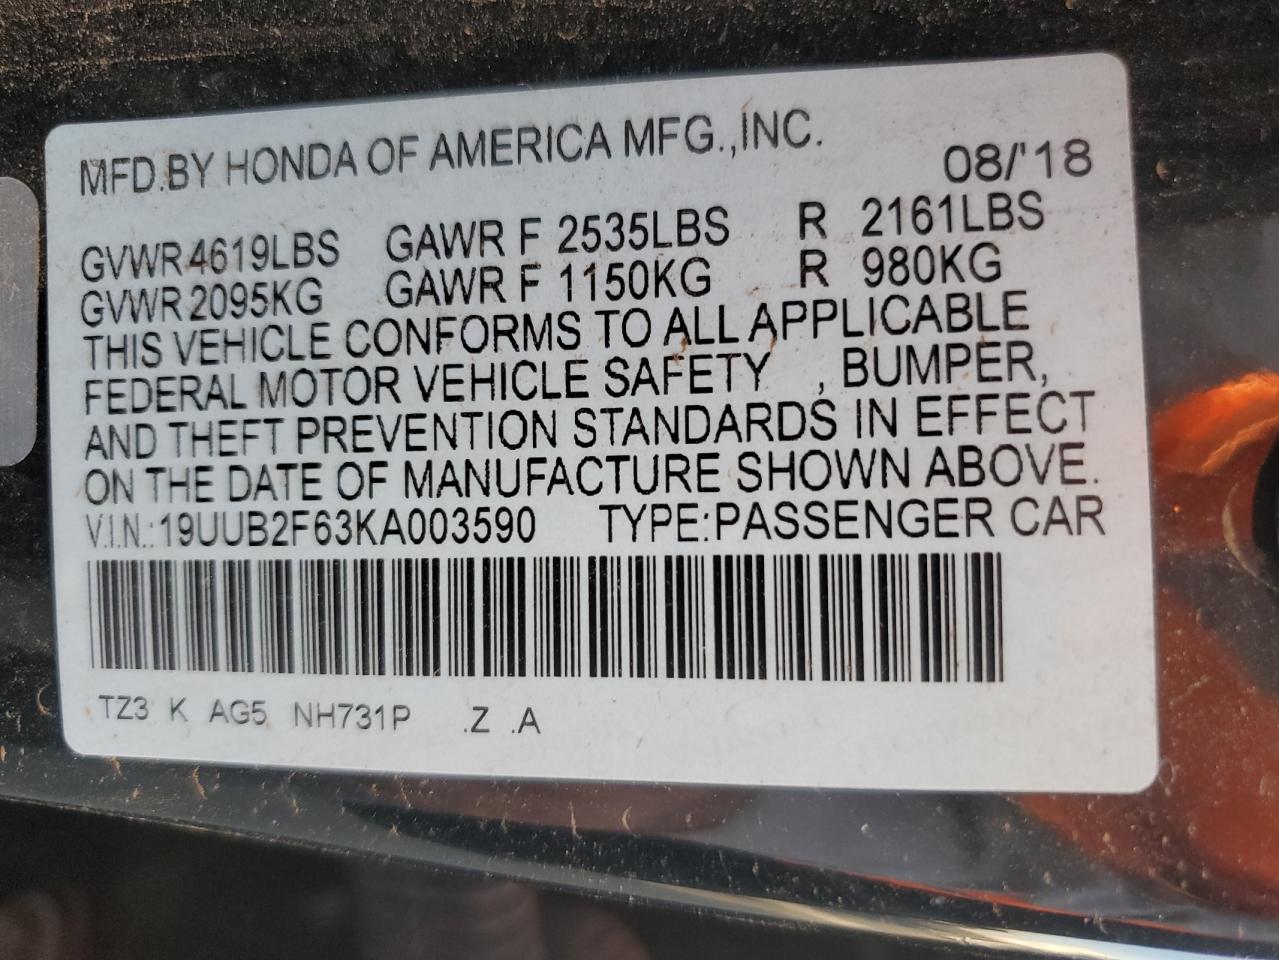 MFD.BY HONDA OF AMERICA MFG.,INC. 08/'18
GVWR 4619LBS GAWR F 2535LBS R 2161LBS
GVWR 2095KG GAWR F 1150KG R 980KG
THIS VEHICLE CONFORMS TO ALL APPLICABLE
FEDERAL MOTOR VEHICLE SAFETY , BUMPER,
AND THEFT PREVENTION STANDARDS IN EFFECT
ON THE DATE OF MANUFACTURE SHOWN ABOVE.
V.I.N.: 19UUB2F63KA003590 TYPE:PASSENGER CAR
TZ3 K AG5 NH731P .Z .A